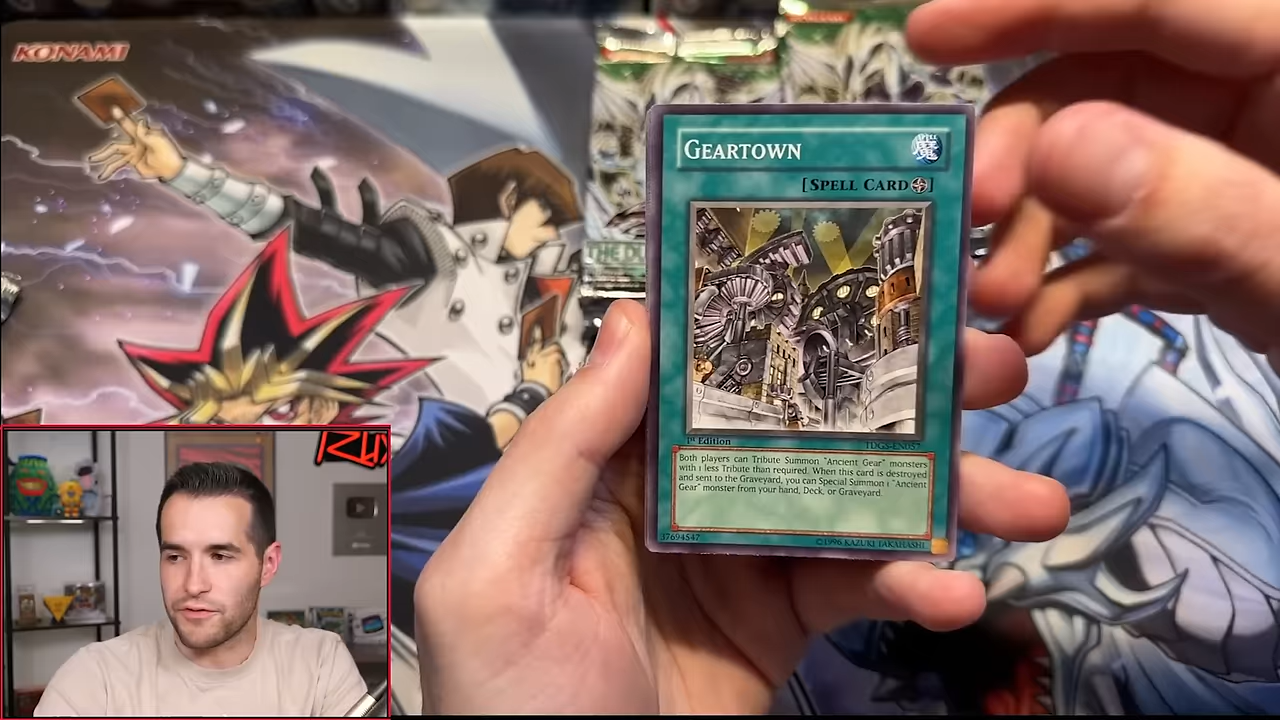 KONAMI
THE DU
GEARTOWN
魔
[SPELL CARD]
1st Edition
TDGS-EN057
Both players can Tribute Summon "Ancient Gear" monsters
with 1 less Tribute than required. When this card is destroyed
and sent to the Graveyard, you can Special Summon 1 "Ancient
Gear" monster from your hand, Deck, or Graveyard.
37694547
©1996 KAZUKI TAKAHASHI